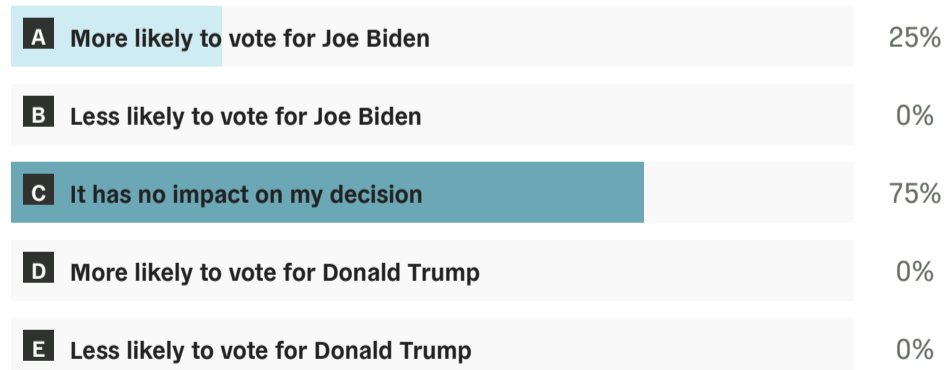 A More likely to vote for Joe Biden 25%
B Less likely to vote for Joe Biden 0%
C It has no impact on my decision 75%
D More likely to vote for Donald Trump 0%
E Less likely to vote for Donald Trump 0%